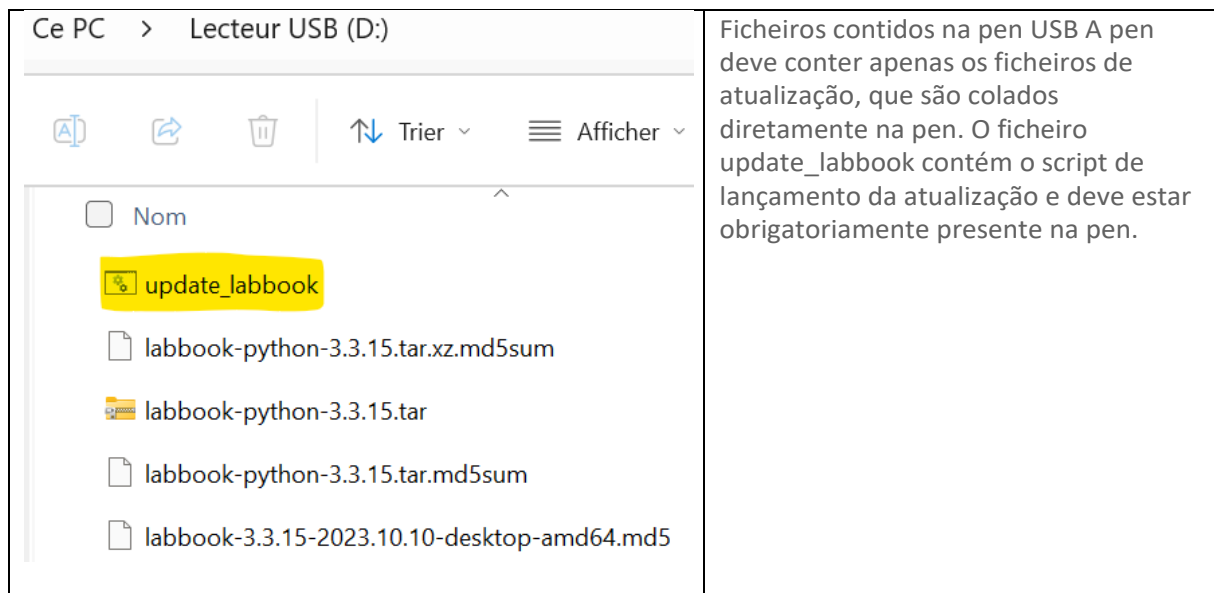 Ce PC > Lecteur USB (D:)
Trier
Afficher
Nom
update_labbook
labbook-python-3.3.15.tar.xz.md5sum
labbook-python-3.3.15.tar
labbook-python-3.3.15.tar.md5sum
labbook-3.3.15-2023.10.10-desktop-amd64.md5
Ficheiros contidos na pen USB A pen
deve conter apenas os ficheiros de
atualização, que são colados
diretamente na pen. O ficheiro
update_labbook contém o script de
lançamento da atualização e deve estar
obrigatoriamente presente na pen.